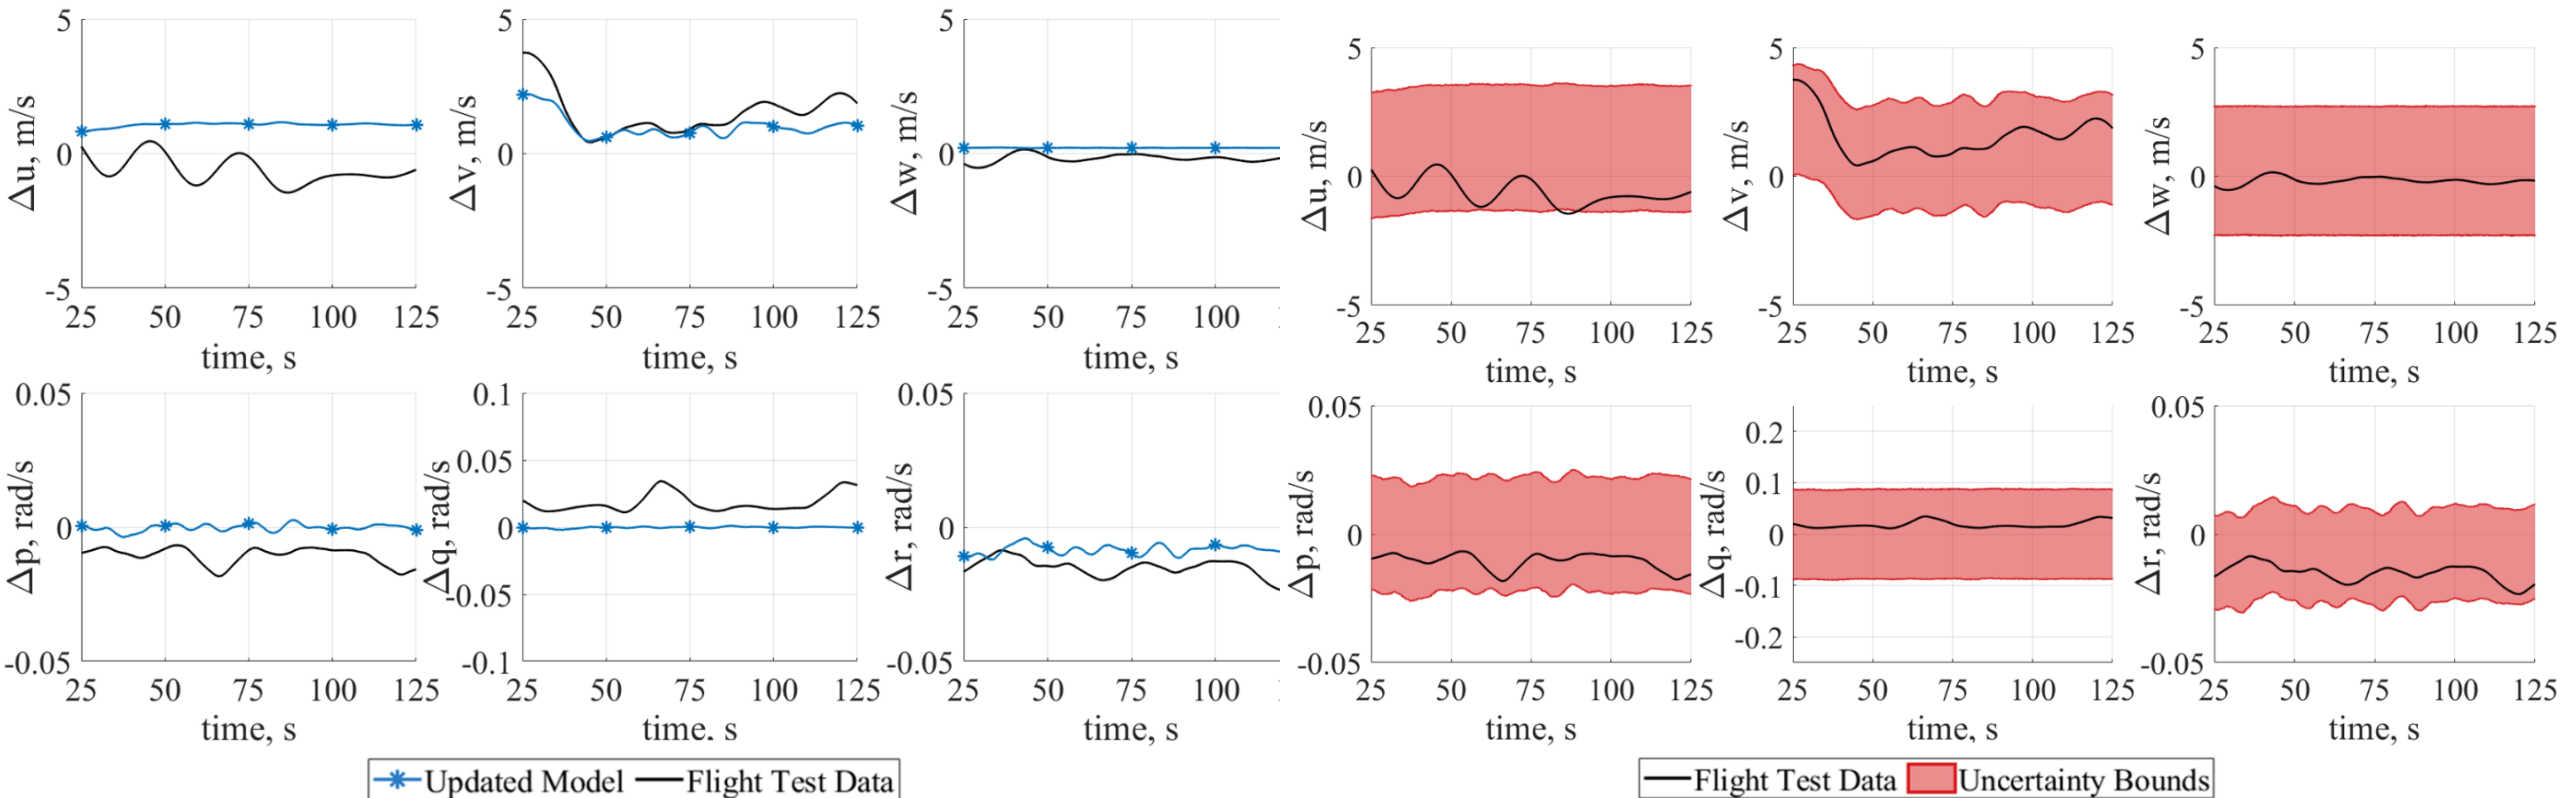 5
0
-5
Δu, m/s
25 50 75 100 125
time, s
5
0
-5
Δv, m/s
25 50 75 100 125
time, s
5
0
-5
Δw, m/s
25 50 75 100
time, s
5
0
-5
Δu, m/s
25 50 75 100 125
time, s
5
0
-5
Δv, m/s
25 50 75 100 125
time, s
5
0
-5
Δw, m/s
25 50 75 100 125
time, s
0.05
0
-0.05
Δp, rad/s
25 50 75 100 125
time, s
0.1
0.05
0
-0.05
-0.1
Δq, rad/s
25 50 75 100 125
time, s
0.05
0
-0.05
Δr, rad/s
25 50 75 100
time, s
0.05
0
-0.05
Δp, rad/s
25 50 75 100 125
time, s
0.2
0.1
0
-0.1
-0.2
Δq, rad/s
25 50 75 100 125
time, s
0.05
0
-0.05
Δr, rad/s
25 50 75 100 125
time, s
Updated Model Flight Test Data
Flight Test Data Uncertainty Bounds